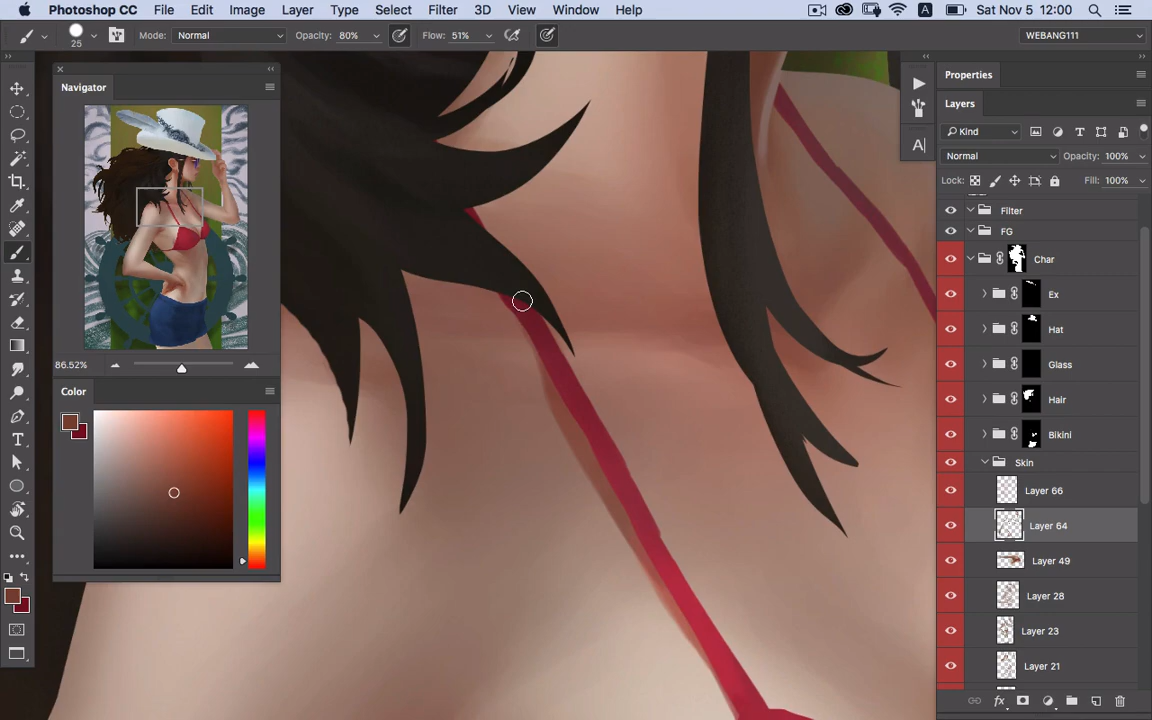 Photoshop CC File Edit Image Layer Type Select Filter 3D View Window Help Sat Nov 5 12:00
25 Mode: Normal Opacity: 80% Flow: 51% WEBANG111
Navigator
86.52%
Color
Properties
Layers
Kind
Normal Opacity: 100%
Lock: Fill: 100%
Filter
FG
Char
Ex
Hat
Glass
Hair
Bikini
Skin
Layer 66
Layer 64
Layer 49
Layer 28
Layer 23
Layer 21